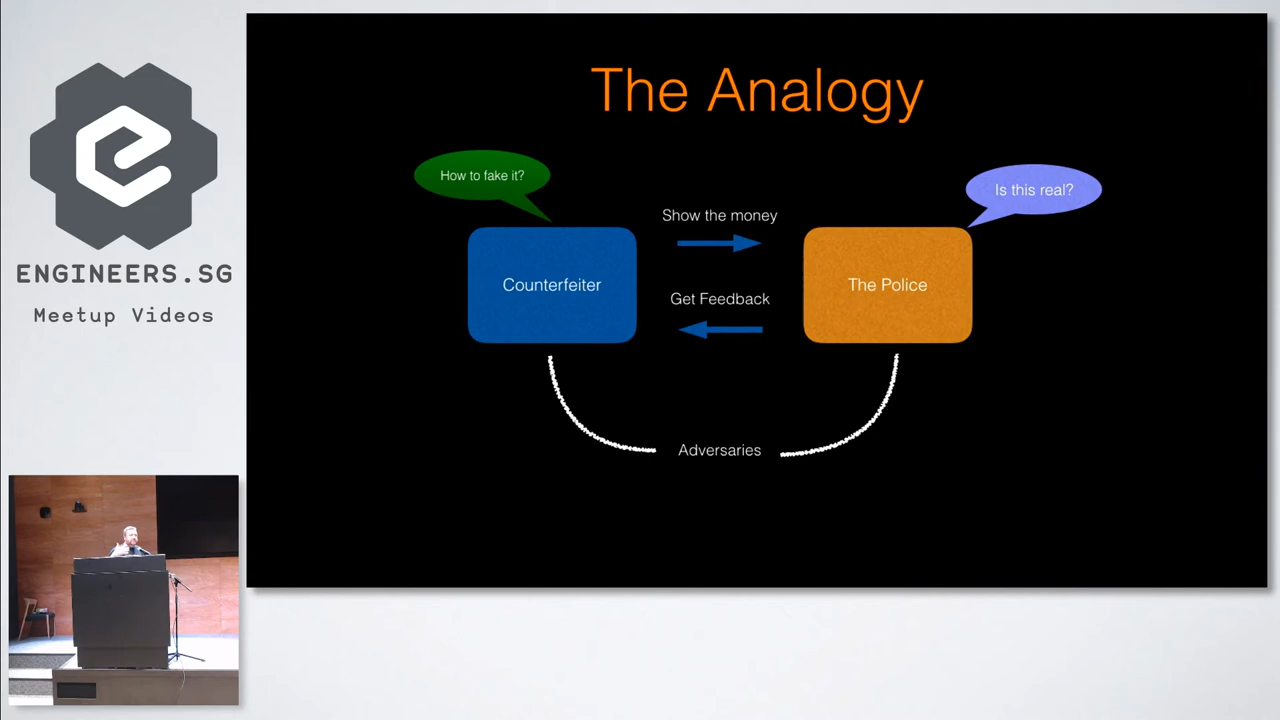 The Analogy
How to fake it?
Is this real?
Show the money
Counterfeiter
The Police
Get Feedback
Adversaries
ENGINEERS.SG
Meetup Videos